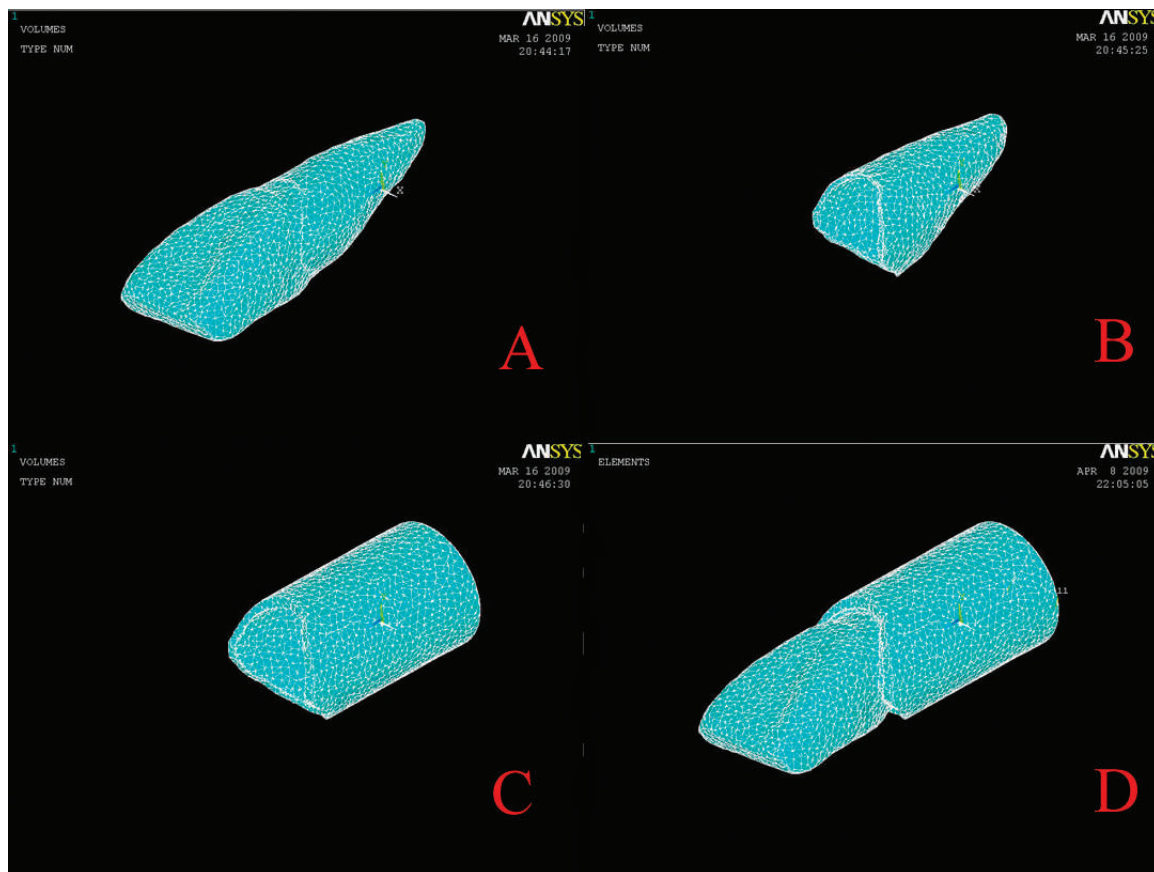 1
VOLUMES
TYPE NUM
ANSYS
MAR 16 2009
20:44:17
X
A
1
VOLUMES
TYPE NUM
ANSYS
MAR 16 2009
20:45:25
B
1
VOLUMES
TYPE NUM
ANSYS
MAR 16 2009
20:46:30
C
1
ELEMENTS
ANSYS
APR 8 2009
22:05:05
11
D